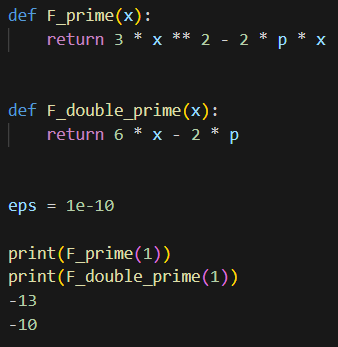 def F_prime(x):
    return 3 * x ** 2 - 2 * p * x
def F_double_prime(x):
    return 6 * x - 2 * p
eps = 1e-10
print(F_prime(1))
print(F_double_prime(1))
-13
-10